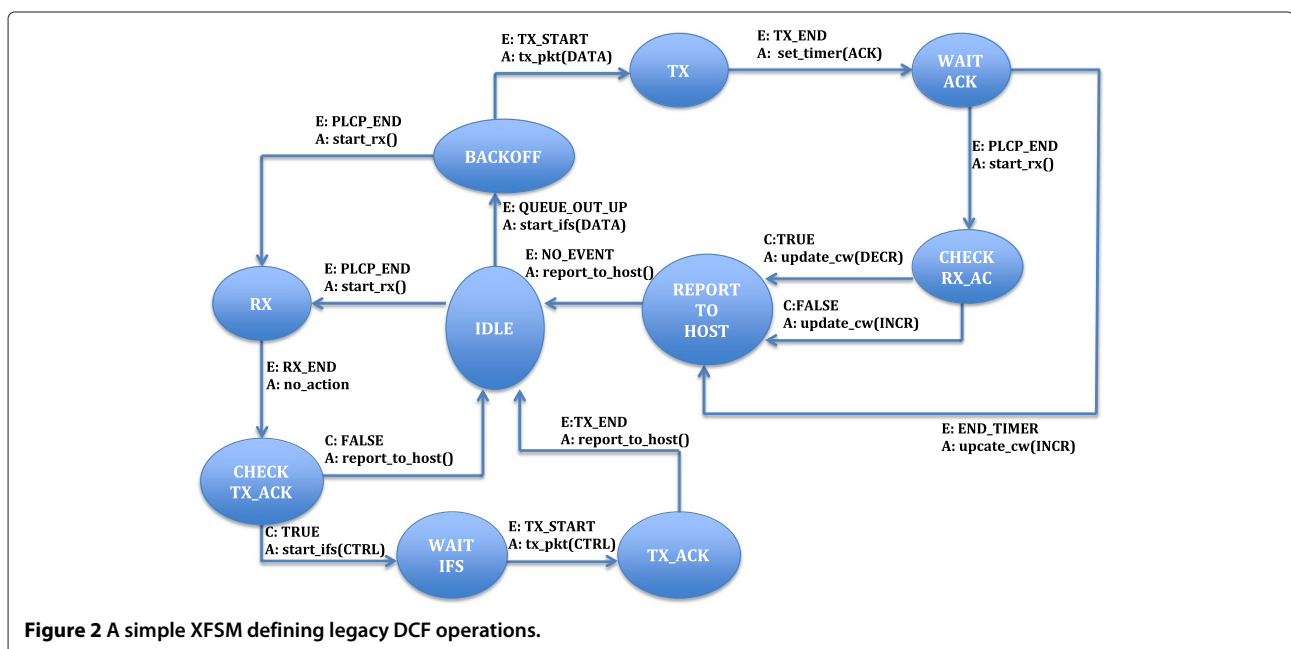 E: TX_START
A: tx_pkt(DATA)
TX
E: TX_END
A:  set_timer(ACK)
WAIT
ACK
E: PLCP_END
A: start_rx()
BACKOFF
E: PLCP_END
A: start_rx()
E: QUEUE_OUT_UP
A: start_ifs(DATA)
E: NO_EVENT
A: report_to_host()
C:TRUE
A: update_cw(DECR)
CHECK
RX_AC
E: PLCP_END
A: start_rx()
RX
IDLE
REPORT
TO
HOST
C:FALSE
A: update_cw(INCR)
E: RX_END
A: no_action
E:TX_END
A: report_to_host()
E: END_TIMER
A: upcate_cw(INCR)
C: FALSE
A: report_to_host()
CHECK
TX_ACK
C: TRUE
A: start_ifs(CTRL)
WAIT
IFS
E: TX_START
A: tx_pkt(CTRL)
TX_ACK
Figure 2 A simple XFSM defining legacy DCF operations.